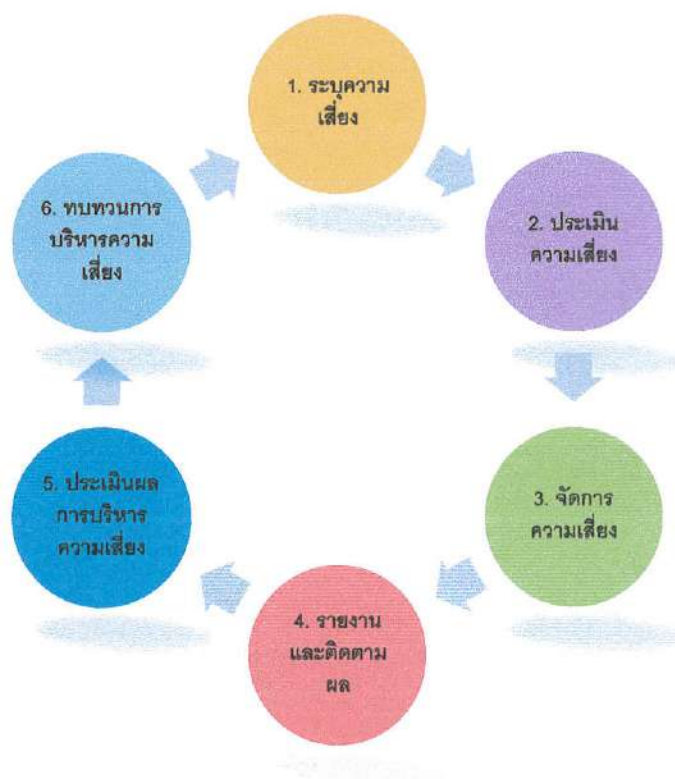 1. ระบุความ
เสี่ยง
2. ประเมิน
ความเสี่ยง
3. จัดการ
ความเสี่ยง
4. รายงาน
และติดตาม
ผล
5. ประเมินผล
การบริหาร
ความเสี่ยง
6. ทบทวนการ
บริหารความ
เสี่ยง